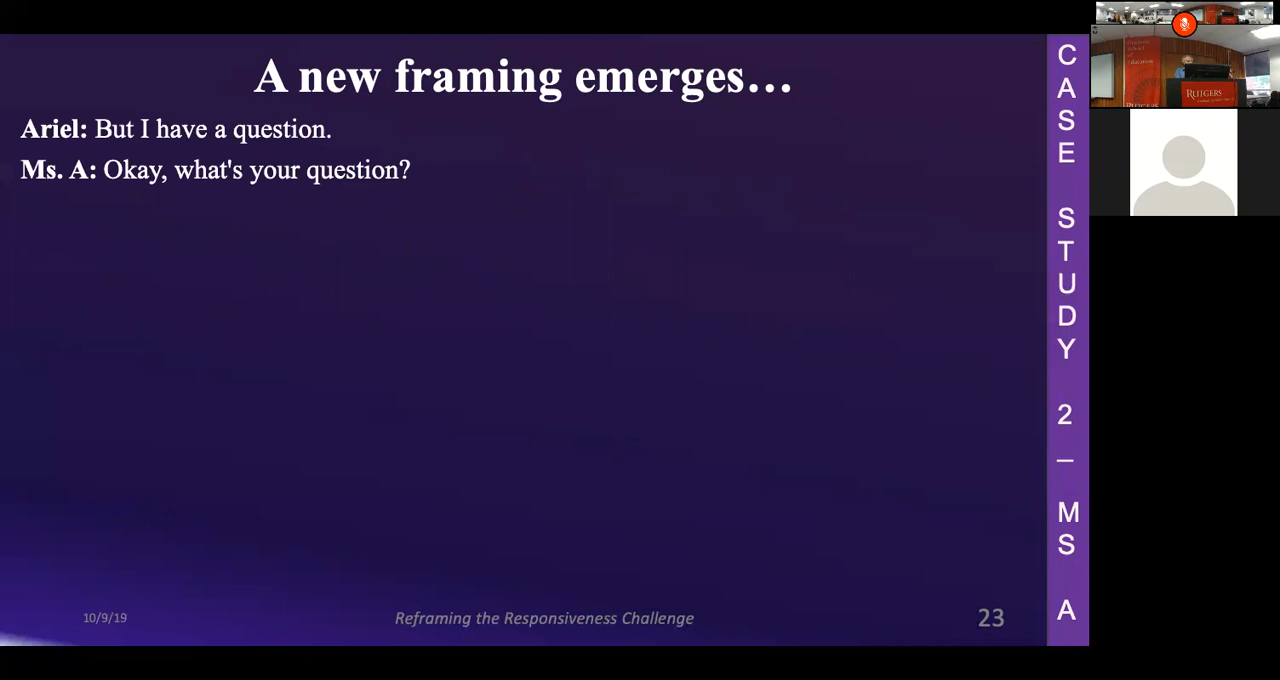 A new framing emerges…
Ariel: But I have a question.
Ms. A: Okay, what's your question?
CASE STUDY 2 – MS A
10/9/19
Reframing the Responsiveness Challenge
23
RUTGERS